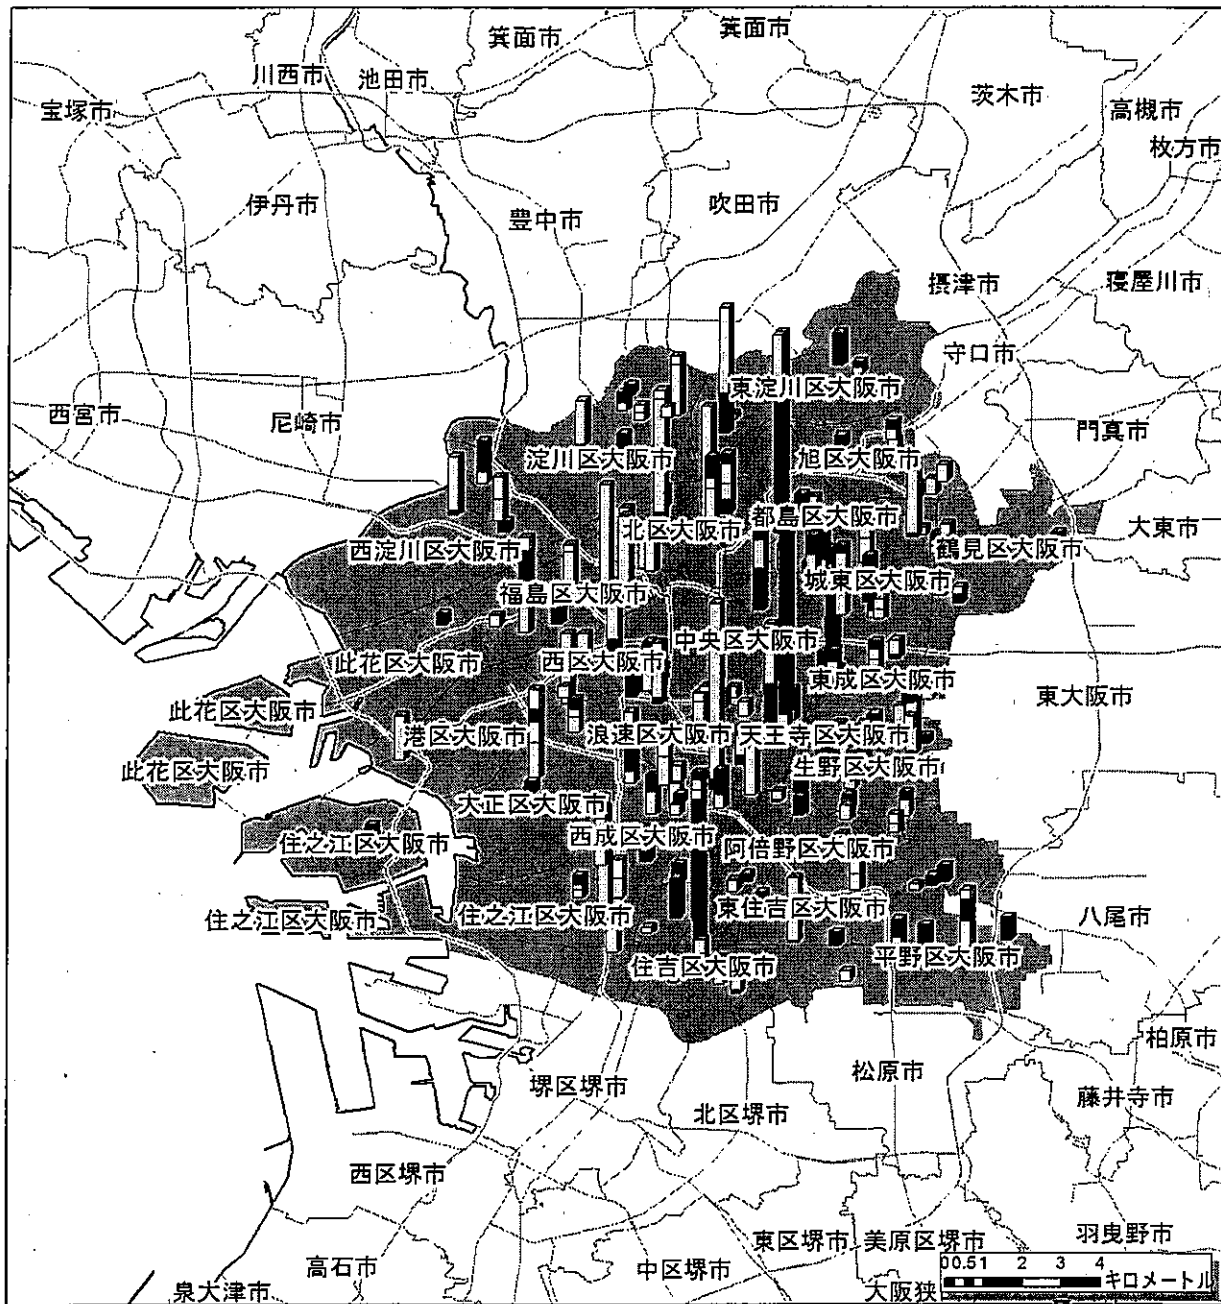 箕面市
箕面市
川西市
池田市
茨木市
宝塚市
高槻市
枚方市
伊丹市
豊中市
吹田市
摂津市
寝屋川市
守口市
東淀川区大阪市
西宮市
尼崎市
門真市
淀川区大阪市
旭区大阪市
北区大阪市
都島区大阪市
大東市
西淀川区大阪市
鶴見区大阪市
福島区大阪市
城東区大阪市
中央区大阪市
此花区大阪市
西区大阪市
東成区大阪市
東大阪市
此花区大阪市
港区大阪市
浪速区大阪市
天王寺区大阪市
此花区大阪市
生野区大阪市
大正区大阪市
西成区大阪市
住之江区大阪市
阿倍野区大阪市
住之江区大阪市
住之江区大阪市
東住吉区大阪市
八尾市
住吉区大阪市
平野区大阪市
柏原市
松原市
堺区堺市
藤井寺市
北区堺市
西区堺市
東区堺市
美原区堺市
羽曳野市
高石市
中区堺市
泉大津市
大阪狭
0 0.5 1 2 3 4
キロメートル